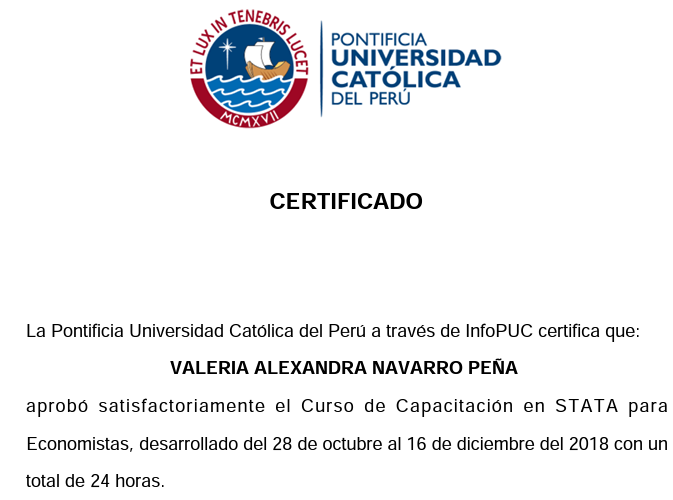 ET LUX IN TENEBRIS LUCET
MCMXVII
PONTIFICIA
UNIVERSIDAD
CATÓLICA
DEL PERÚ
CERTIFICADO
La Pontificia Universidad Católica del Perú a través de InfoPUC certifica que:
VALERIA ALEXANDRA NAVARRO PEÑA
aprobó satisfactoriamente el Curso de Capacitación en STATA para
Economistas, desarrollado del 28 de octubre al 16 de diciembre del 2018 con un
total de 24 horas.